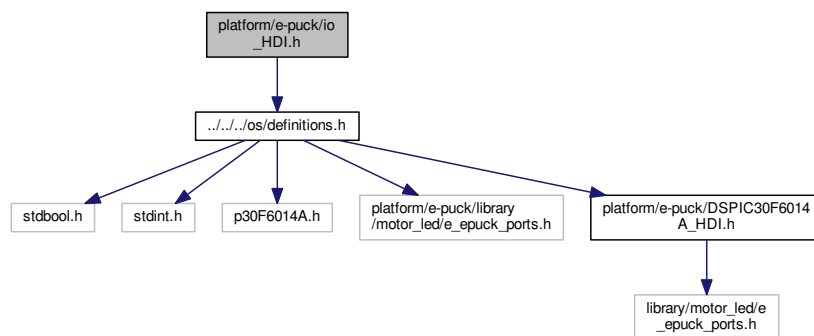 platform/e-puck/io
_HDI.h
../../../os/definitions.h
stdbool.h
stdint.h
p30F6014A.h
platform/e-puck/library
/motor_led/e_epuck_ports.h
platform/e-puck/DSPIC30F6014
A_HDI.h
library/motor_led/e
_epuck_ports.h